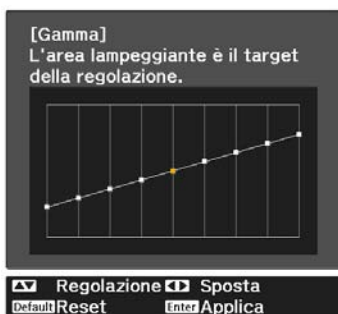 [Gamma]
L'area lampeggiante è il target
della regolazione.
Regolazione Sposta
Default Reset Enter Applica